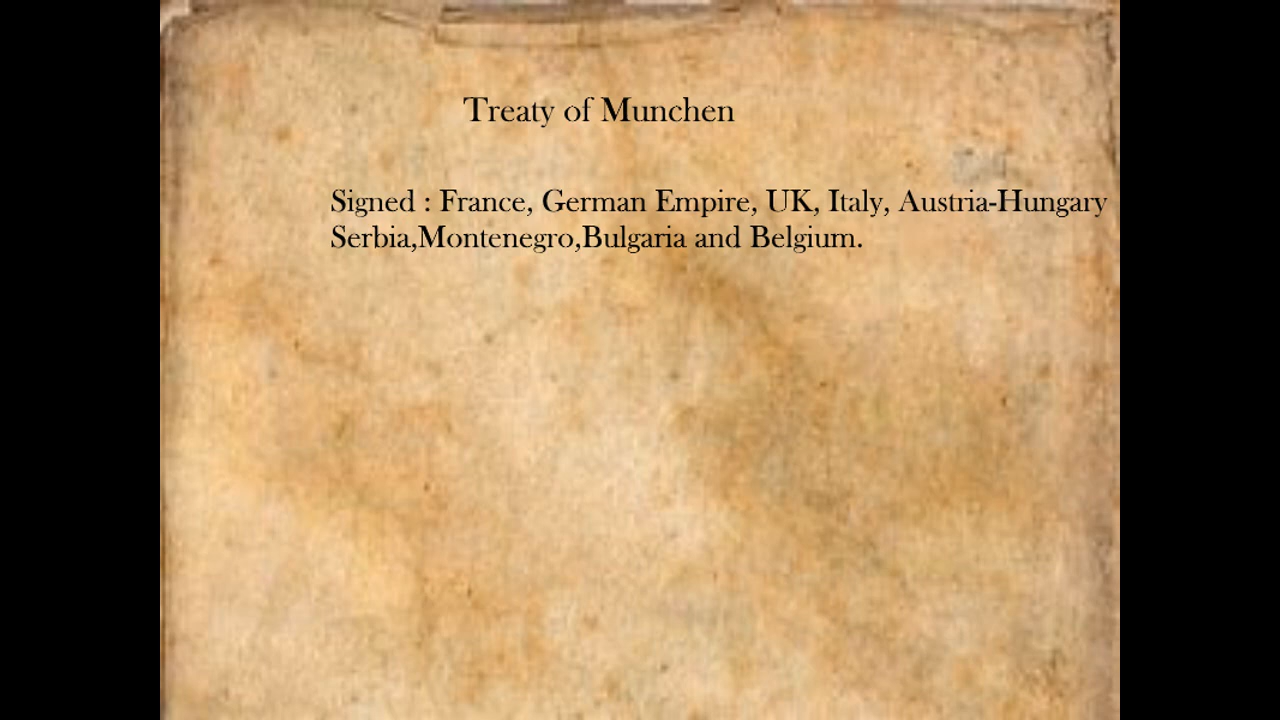 Treaty of Munchen
Signed : France, German Empire, UK, Italy, Austria-Hungary
Serbia,Montenegro,Bulgaria and Belgium.